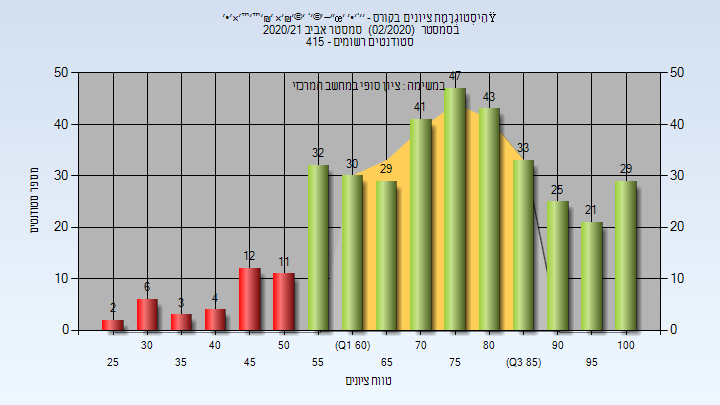 הִיסְטוֹגְרָמַת ציונים בקורס -
בסמסטר (02/2020) סמסטר אביב 2020/21
סטודנטים רשומים - 415
במשימה : ציון סופי במחשב המרכזי
50 50
40 40
30 30
20 20
10 10
0 0
2 6 3 4 12 11 32 30 29 41 47 43 33 25 21 29
מספר סטודנטים
30 40 50 (Q1 60) 70 80 90 100
25 35 45 55 65 75 (Q3 85) 95
טווח ציונים